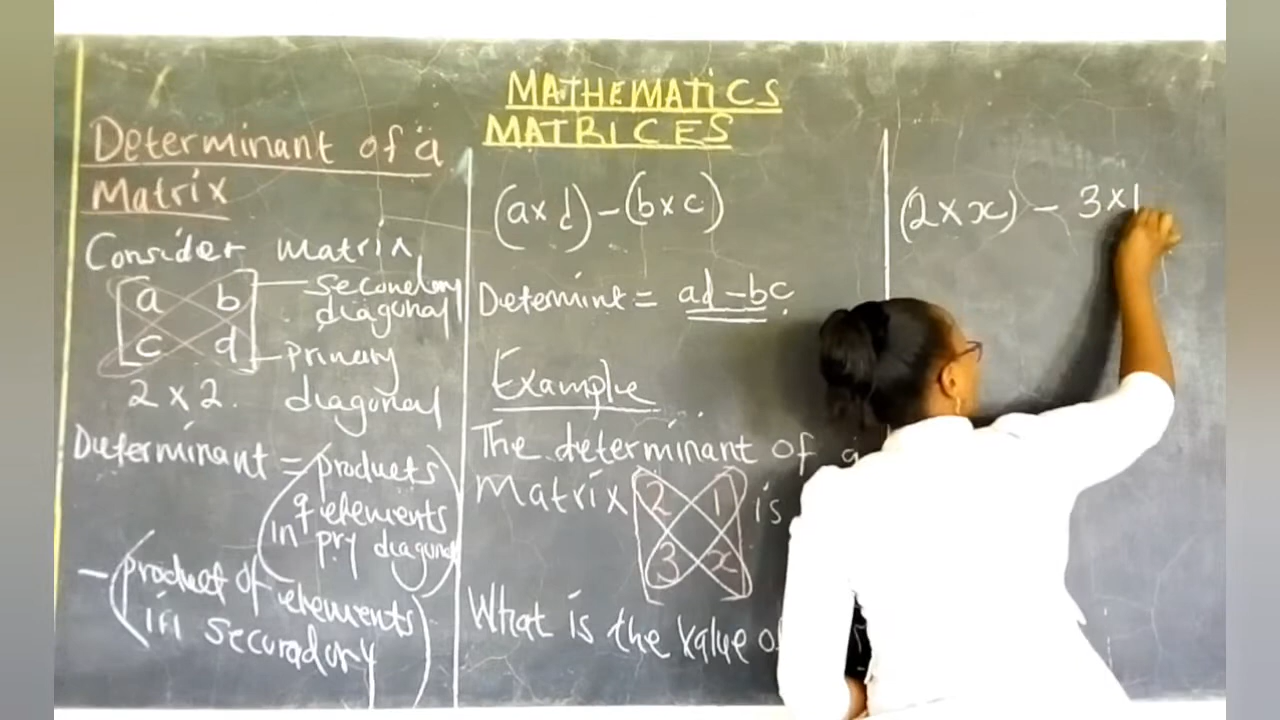 MATHEMATICS
MATRICES
Determinant of a
Matrix
Consider matrix,
a b
c d
secondary
diagonal
primary
diagonal
2 x 2.
Determinant = (products
of elements
in pry diagonal)
- (product of elements
in secondary)
(a x d) - (b x c)
Determint = ad - bc
Example
The determinant of a
Matrix 2 1 is
3 x
What is the value of
(2 x x) - 3 x 1